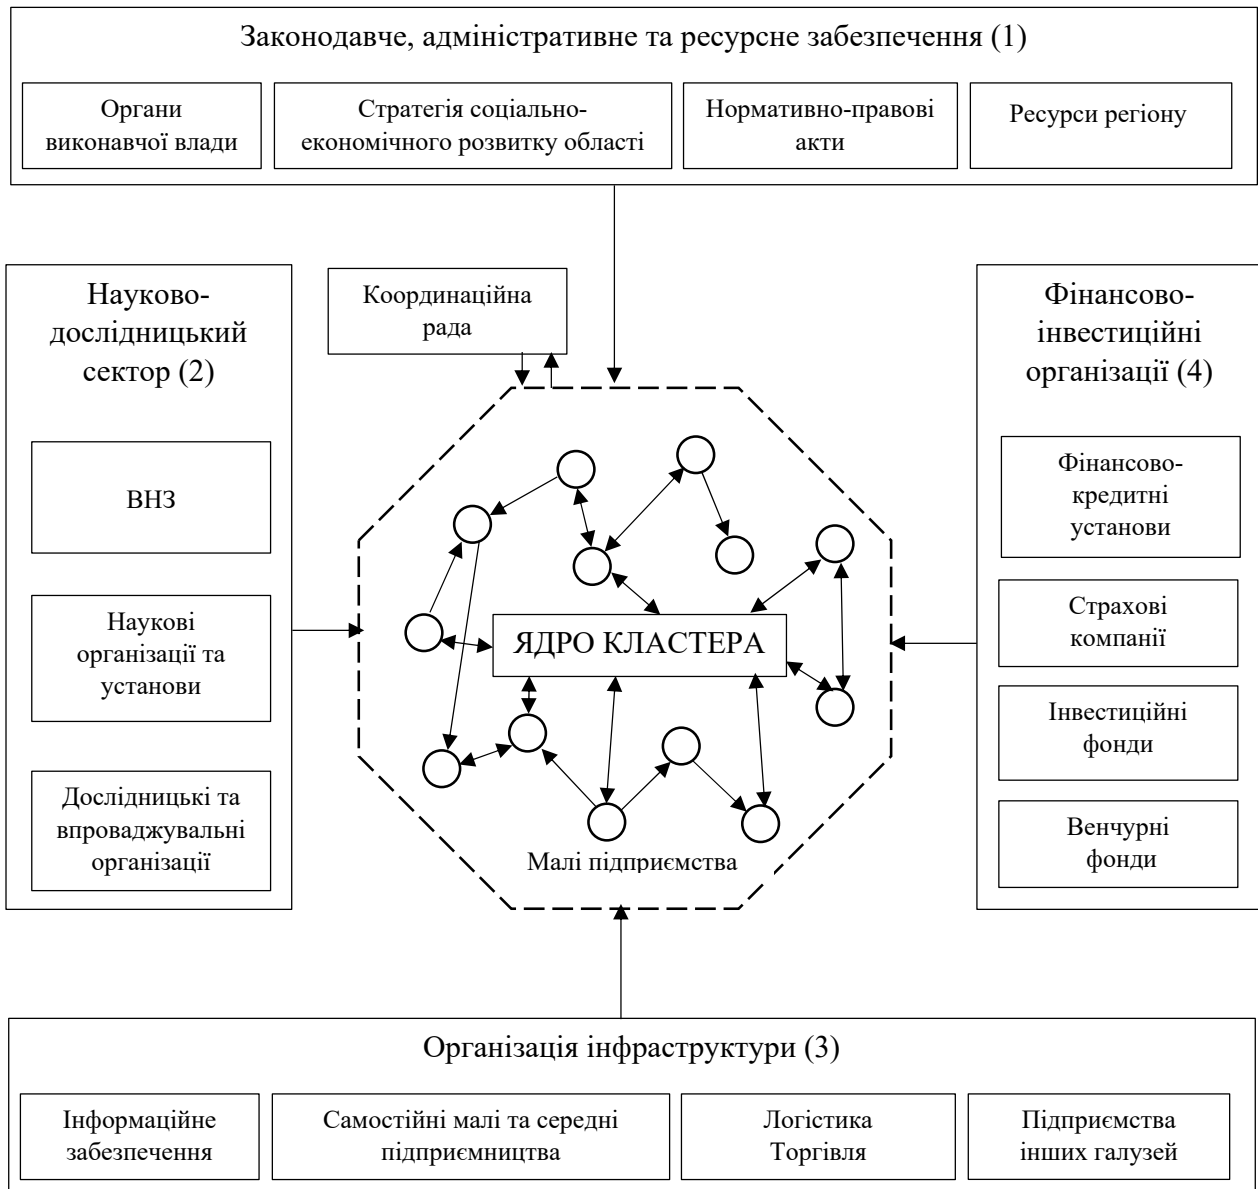 Законодавче, адміністративне та ресурсне забезпечення (1)
Органи
виконавчої влади
Стратегія соціально-
економічного розвитку області
Нормативно-правові
акти
Ресурси регіону
Науково-
дослідницький
сектор (2)
ВНЗ
Наукові
організації та
установи
Дослідницькі та
впроваджувальні
організації
Координаційна
рада
ЯДРО КЛАСТЕРА
Малі підприємства
Фінансово-
інвестиційні
організації (4)
Фінансово-
кредитні
установи
Страхові
компанії
Інвестиційні
фонди
Венчурні
фонди
Організація інфраструктури (3)
Інформаційне
забезпечення
Самостійні малі та середні
підприємництва
Логістика
Торгівля
Підприємства
інших галузей